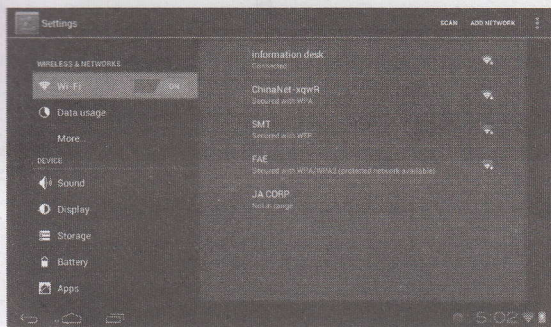 Settings
SCAN ADD NETWORK
WIRELESS & NETWORKS
Wi-Fi ON
Data usage
More...
DEVICE
Sound
Display
Storage
Battery
Apps
information desk
Connected
ChinaNet-xqwR
Secured with WPA
SMT
Secured with WEP
FAE
Secured with WPA/WPA2 (protected network available)
JA CORP
Not in range
5:02